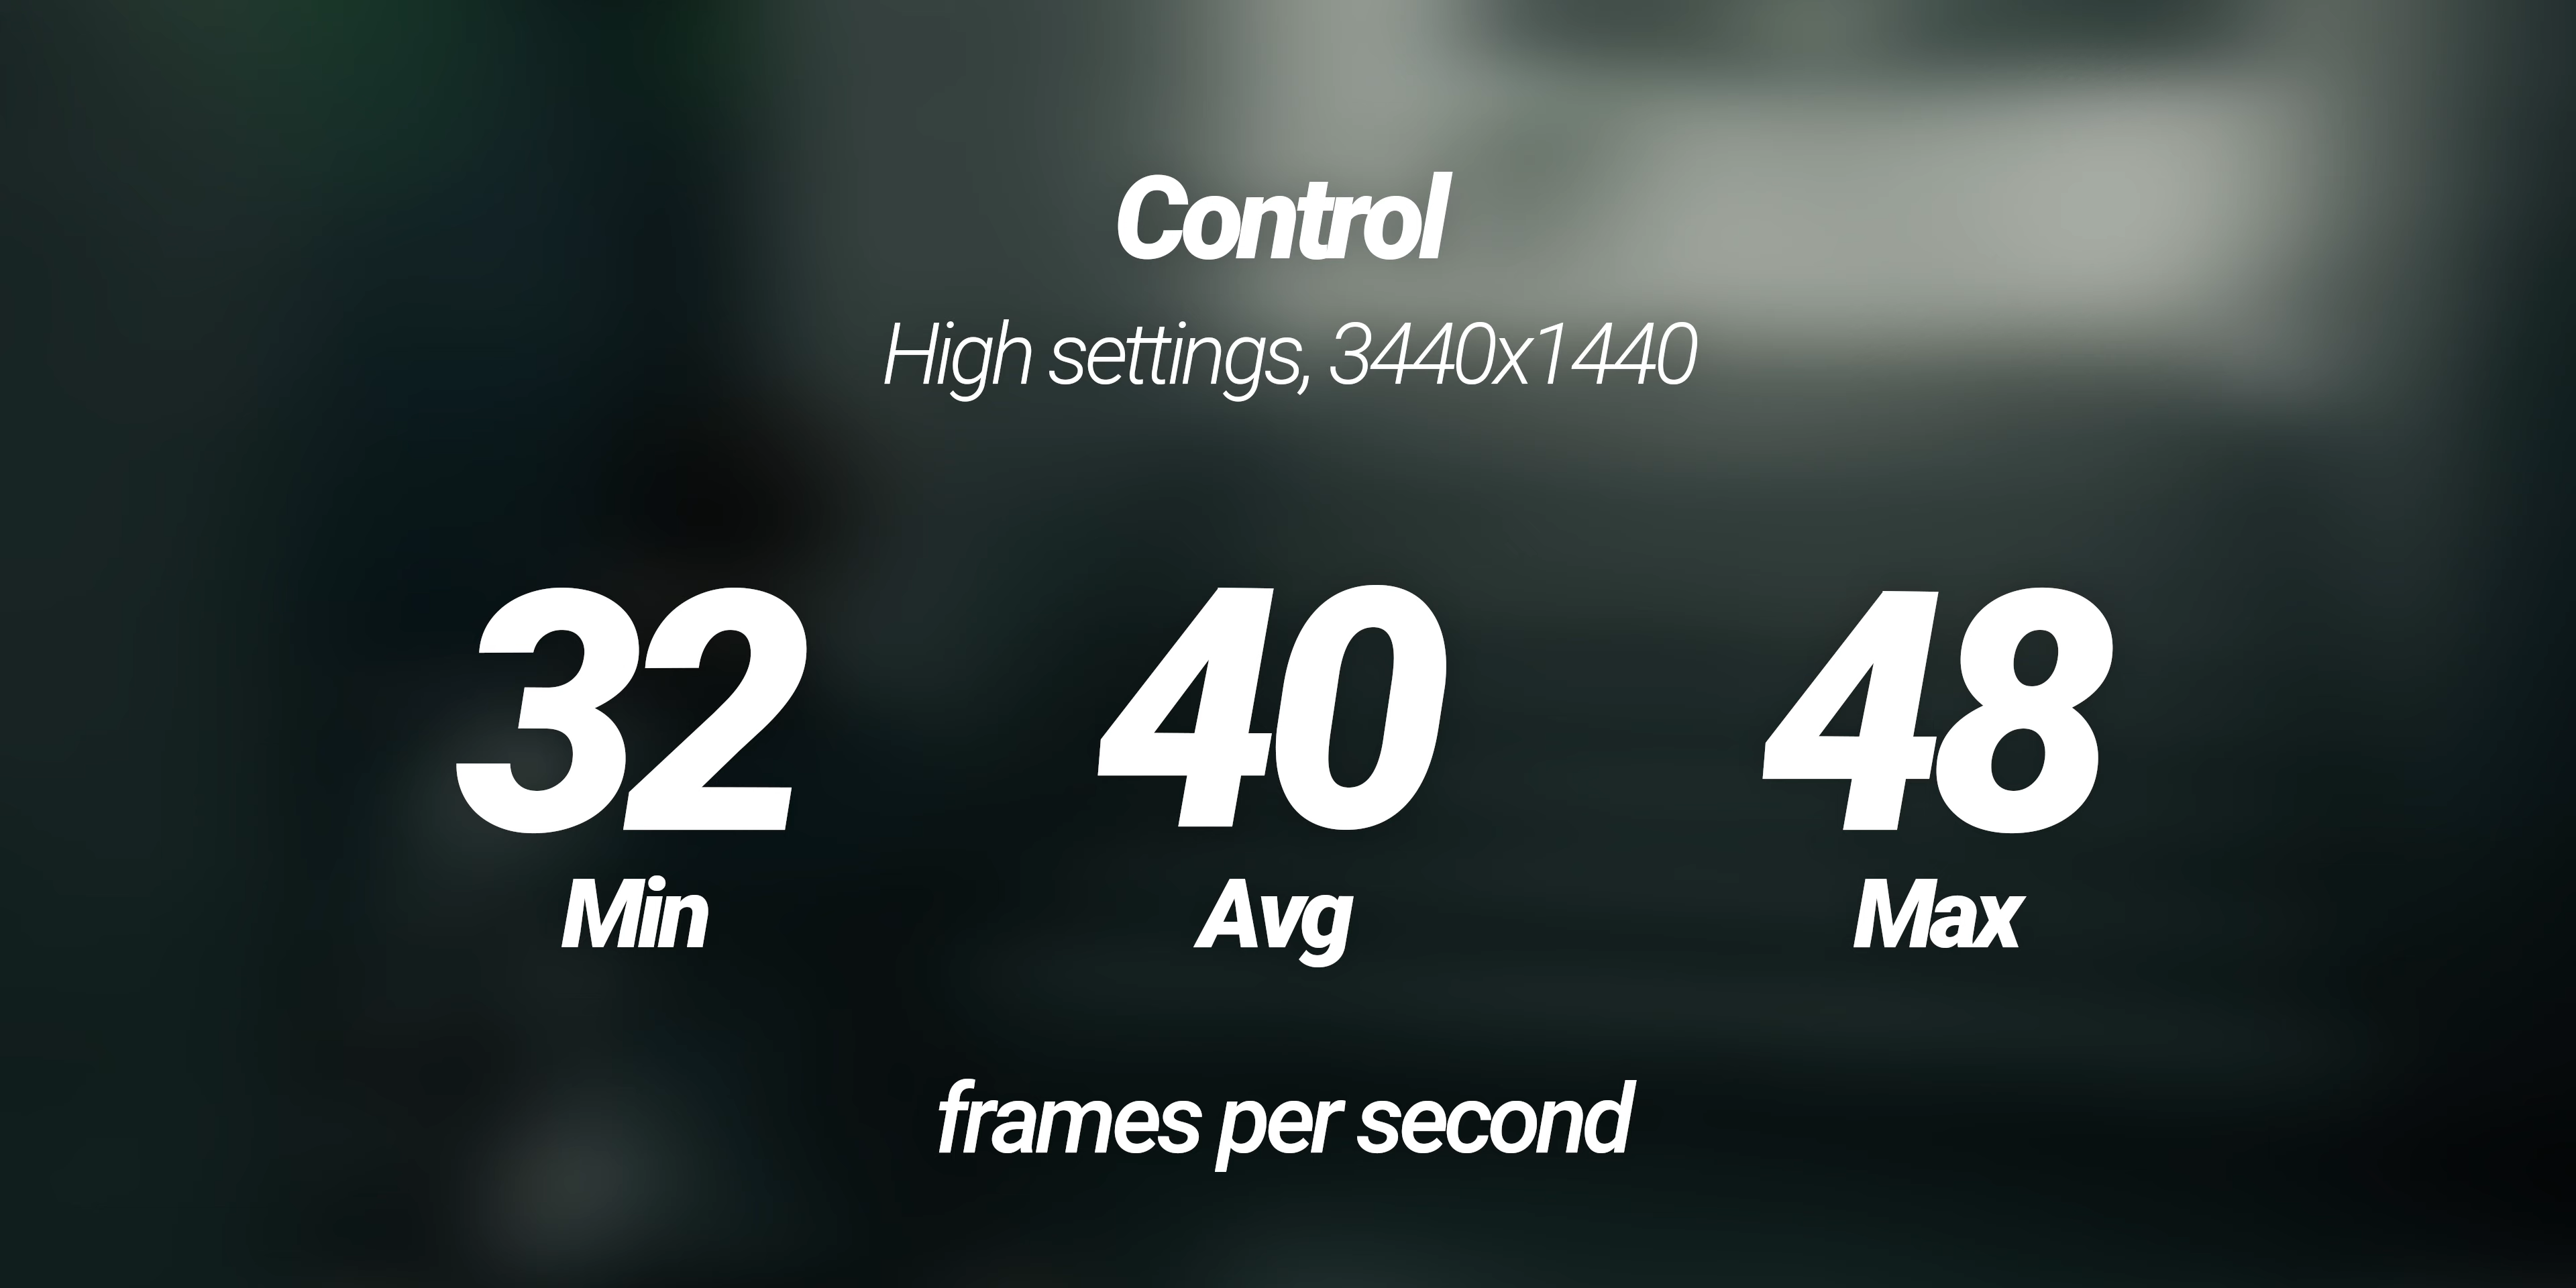 Control
High settings, 3440x1440
32 40 48
Min Avg Max
frames per second